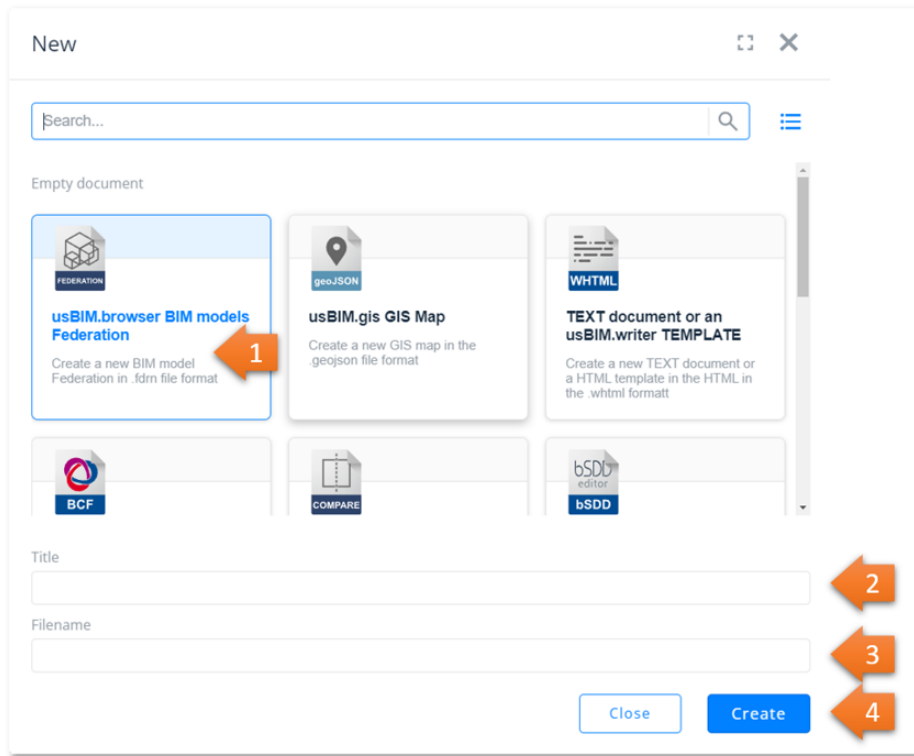 New
Search...
Empty document
FEDERATION
usBIM.browser BIM models
Federation
Create a new BIM model
Federation in .fdrn file format
1
geoJSON
usBIM.gis GIS Map
Create a new GIS map in the
.geojson file format
WHTML
TEXT document or an
usBIM.writer TEMPLATE
Create a new TEXT document or
a HTML template in the HTML in
the .whtml formatt
BCF
COMPARE
bSDD
editor
bSDD
Title
2
Filename
3
Close
Create
4